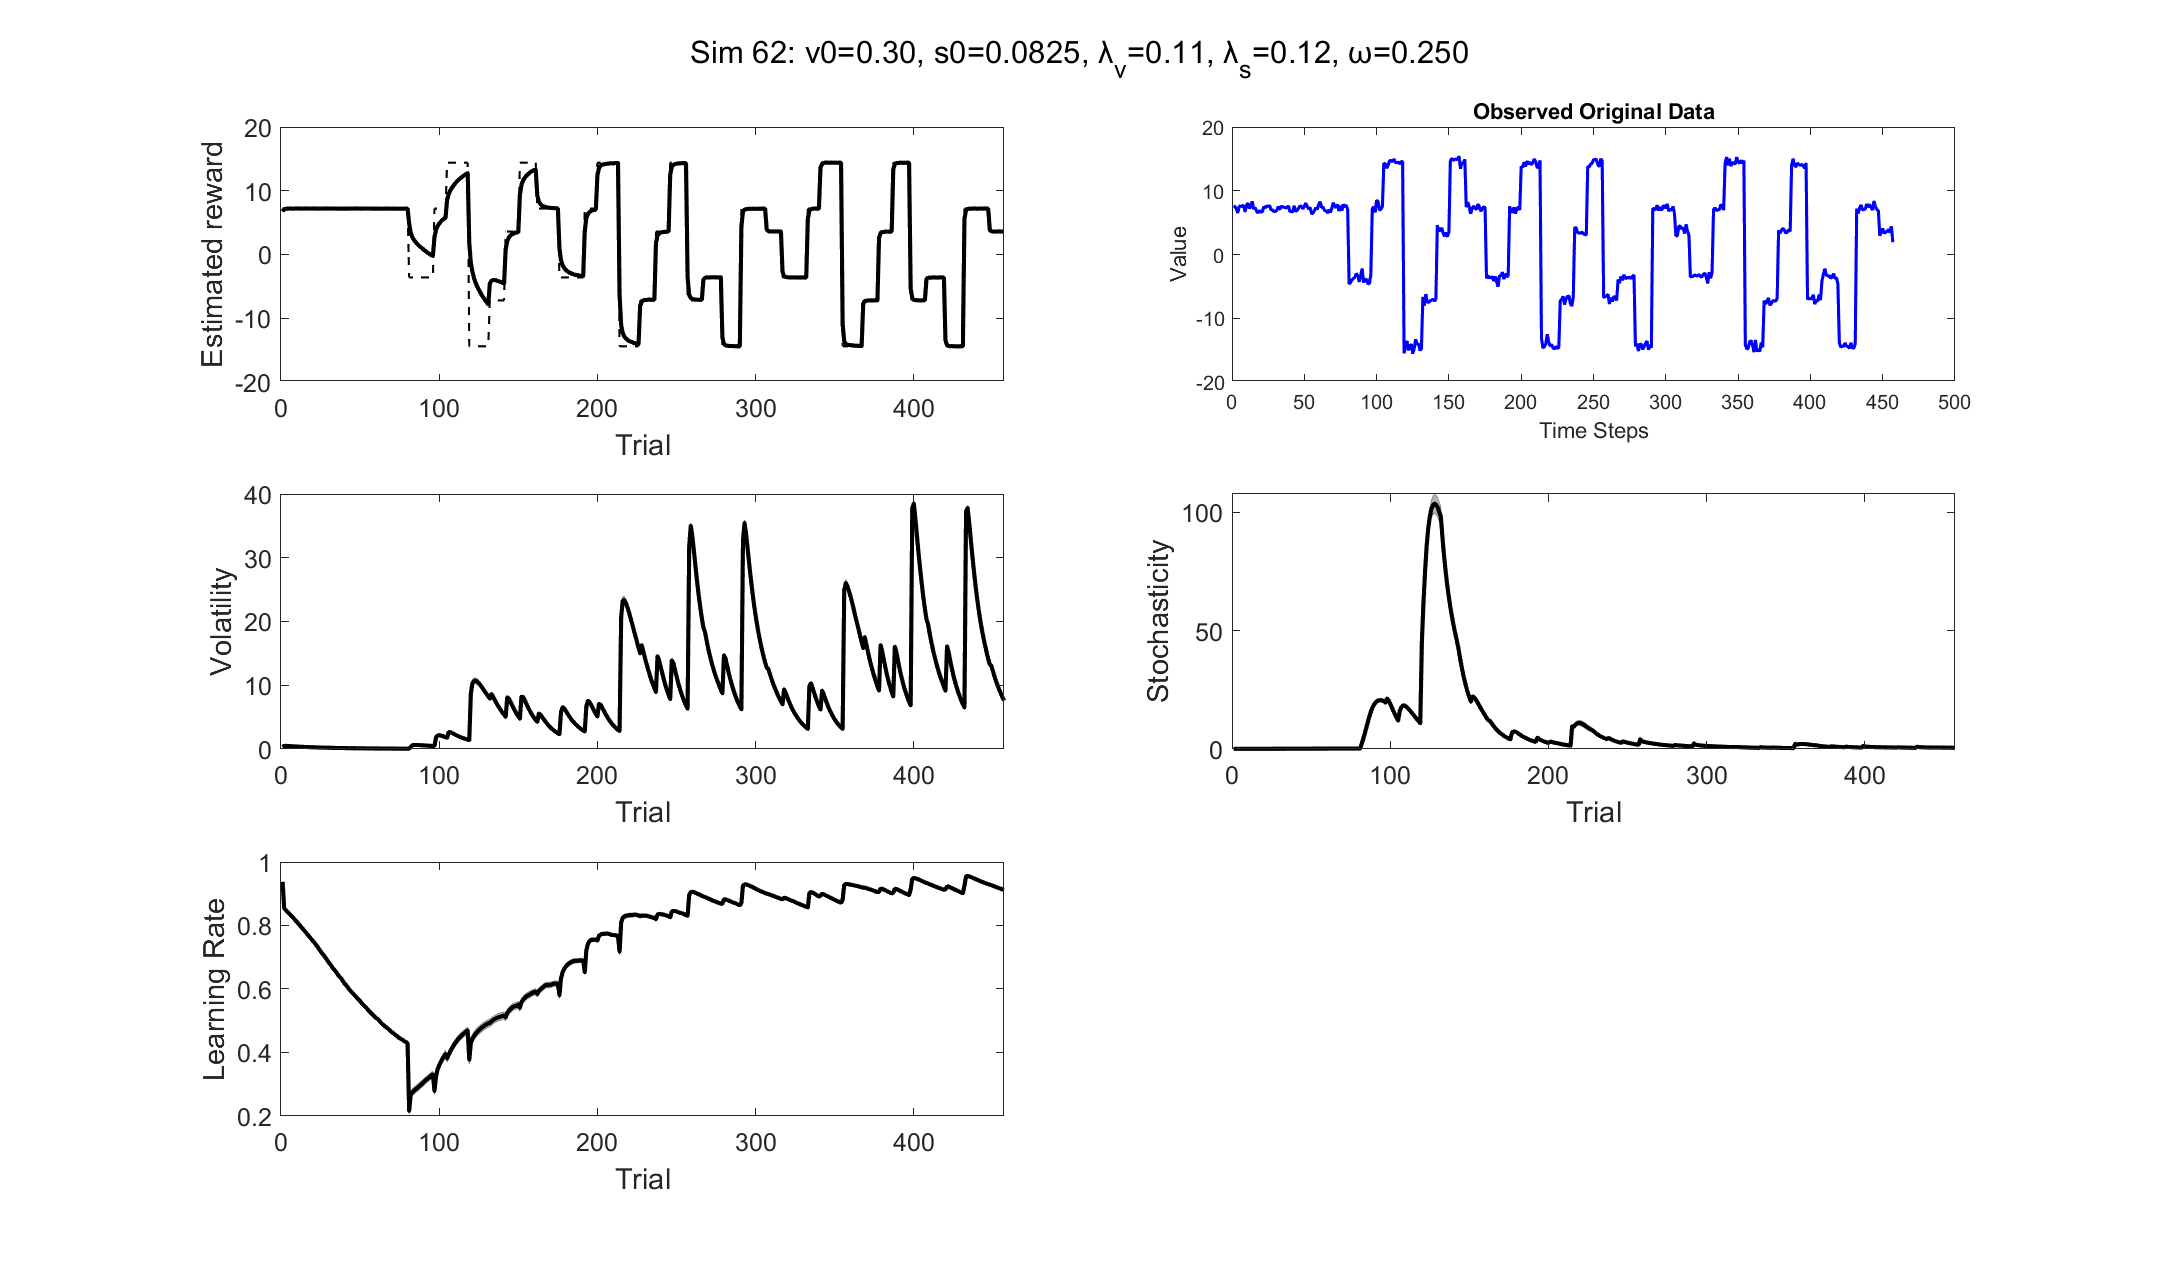 Sim 62: v0=0.30, s0=0.0825, λv=0.11, λs=0.12, ω=0.250
20
10
0
-10
-20
Estimated reward
0 100 200 300 400
Trial
Observed Original Data
20
10
0
-10
-20
Value
0 50 100 150 200 250 300 350 400 450 500
Time Steps
40
30
20
10
0
Volatility
0 100 200 300 400
Trial
100
50
0
Stochasticity
0 100 200 300 400
Trial
1
0.8
0.6
0.4
0.2
Learning Rate
0 100 200 300 400
Trial